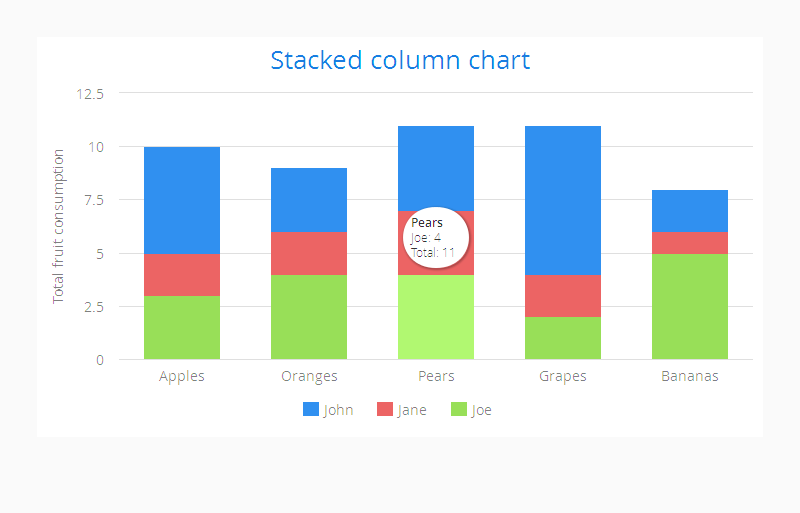 Stacked column chart
12.5
10
7.5
5
2.5
0
Total fruit consumption
Pears
Joe: 4
Total: 11
Apples Oranges Pears Grapes Bananas
John Jane Joe